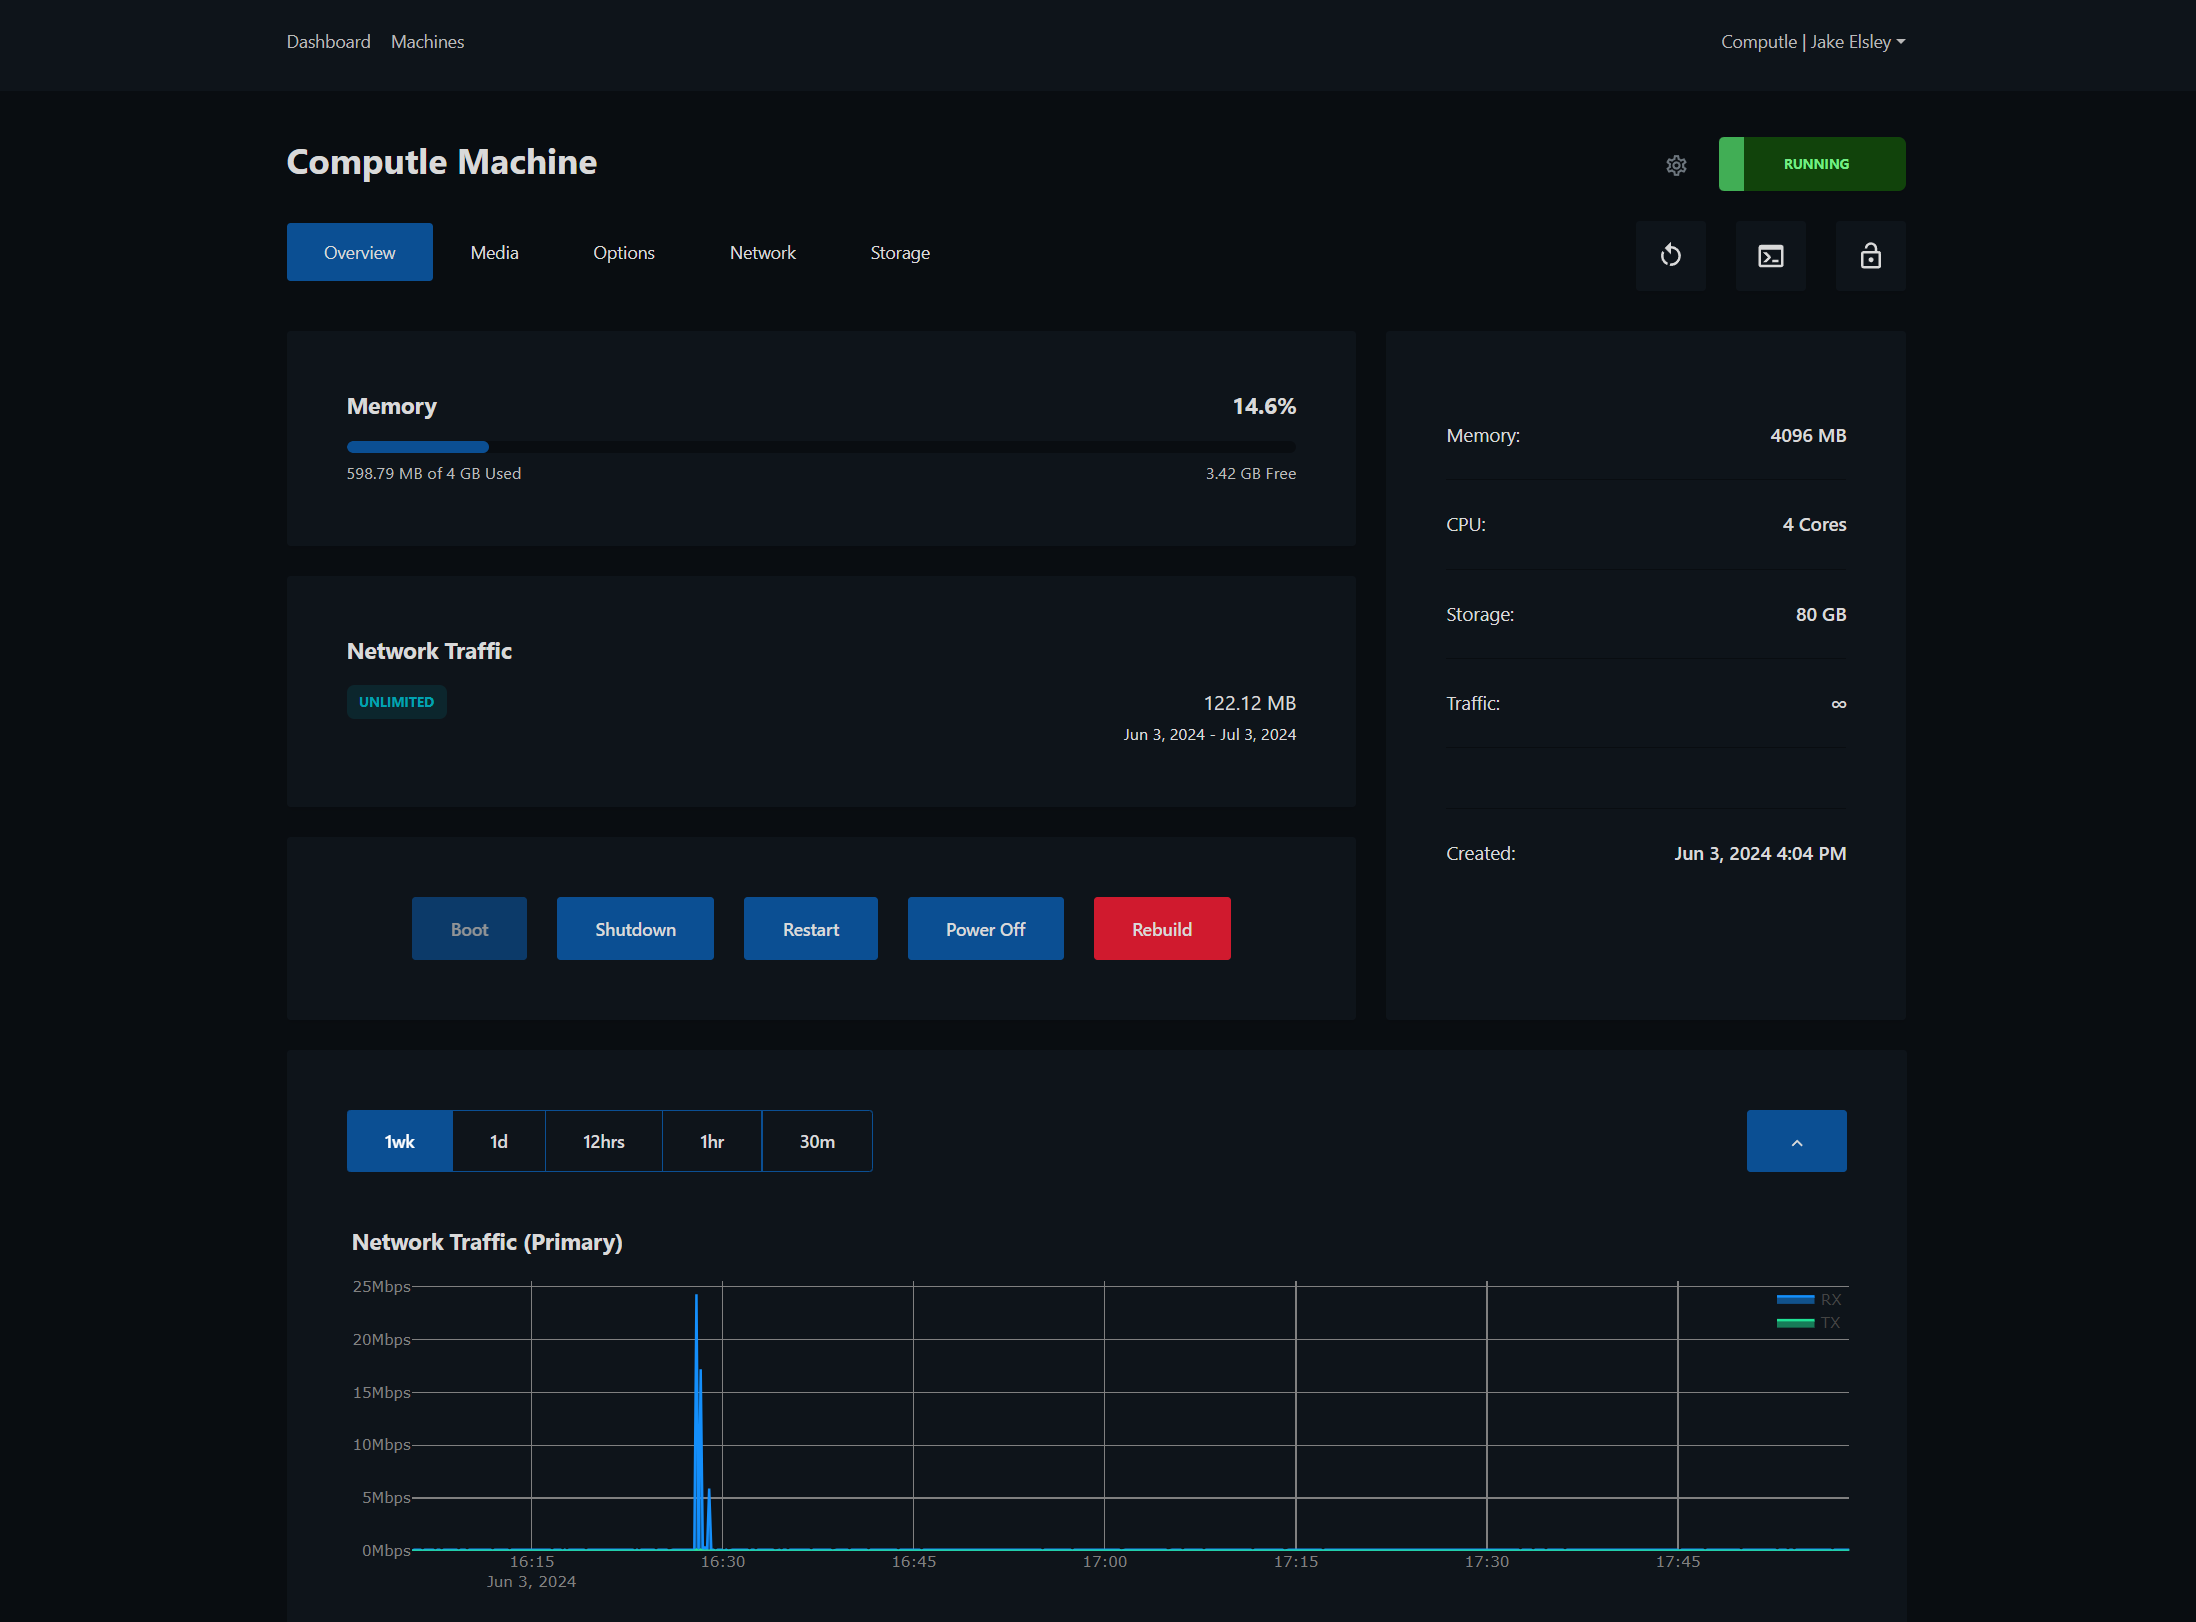 Dashboard Machines
Computle | Jake Elsley
Computle Machine
RUNNING
Overview Media Options Network Storage
Memory 14.6%
598.79 MB of 4 GB Used 3.42 GB Free
Network Traffic
UNLIMITED
122.12 MB
Jun 3, 2024 - Jul 3, 2024
Boot Shutdown Restart Power Off Rebuild
Memory: 4096 MB
CPU: 4 Cores
Storage: 80 GB
Traffic: ∞
Created: Jun 3, 2024 4:04 PM
1wk 1d 12hrs 1hr 30m
Network Traffic (Primary)
25Mbps
20Mbps
15Mbps
10Mbps
5Mbps
0Mbps
RX
TX
16:15 16:30 16:45 17:00 17:15 17:30 17:45
Jun 3, 2024